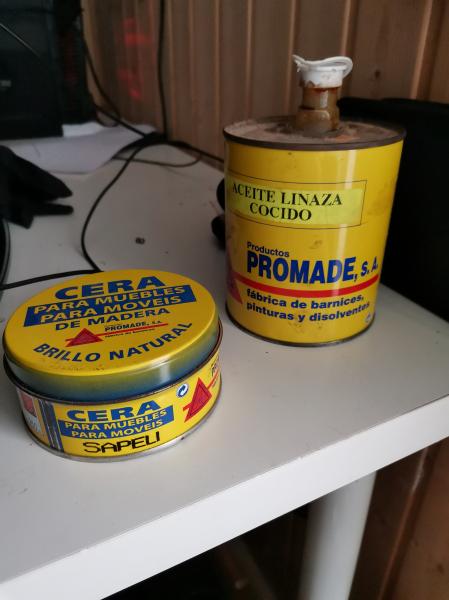 ACEITE LINAZA
COCIDO
Productos
PROMADE, S.A.
fábrica de barnices,
pinturas y disolventes
CERA
PARA MUEBLES
PARA MOVEIS
DE MADERA
PROMADE, S.A.
BRILLO NATURAL
CERA
PARA MUEBLES
PARA MOVEIS
SAPELI